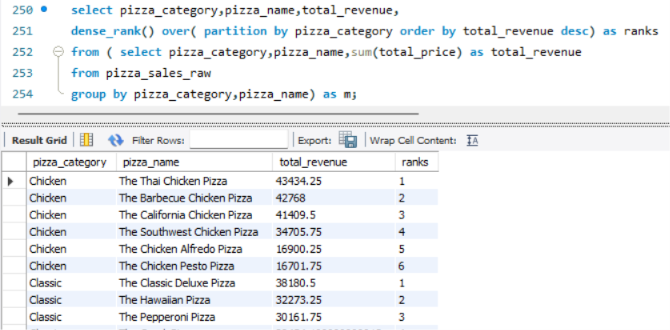 250 select pizza_category,pizza_name,total_revenue,
251 dense_rank() over( partition by pizza_category order by total_revenue desc) as ranks
252 from ( select pizza_category,pizza_name,sum(total_price) as total_revenue
253 from pizza_sales_raw
254 group by pizza_category,pizza_name) as m;
Result Grid Filter Rows: Export: Wrap Cell Content: IA
pizza_category pizza_name total_revenue ranks
Chicken The Thai Chicken Pizza 43434.25 1
Chicken The Barbecue Chicken Pizza 42768 2
Chicken The California Chicken Pizza 41409.5 3
Chicken The Southwest Chicken Pizza 34705.75 4
Chicken The Chicken Alfredo Pizza 16900.25 5
Chicken The Chicken Pesto Pizza 16701.75 6
Classic The Classic Deluxe Pizza 38180.5 1
Classic The Hawaiian Pizza 32273.25 2
Classic The Pepperoni Pizza 30161.75 3